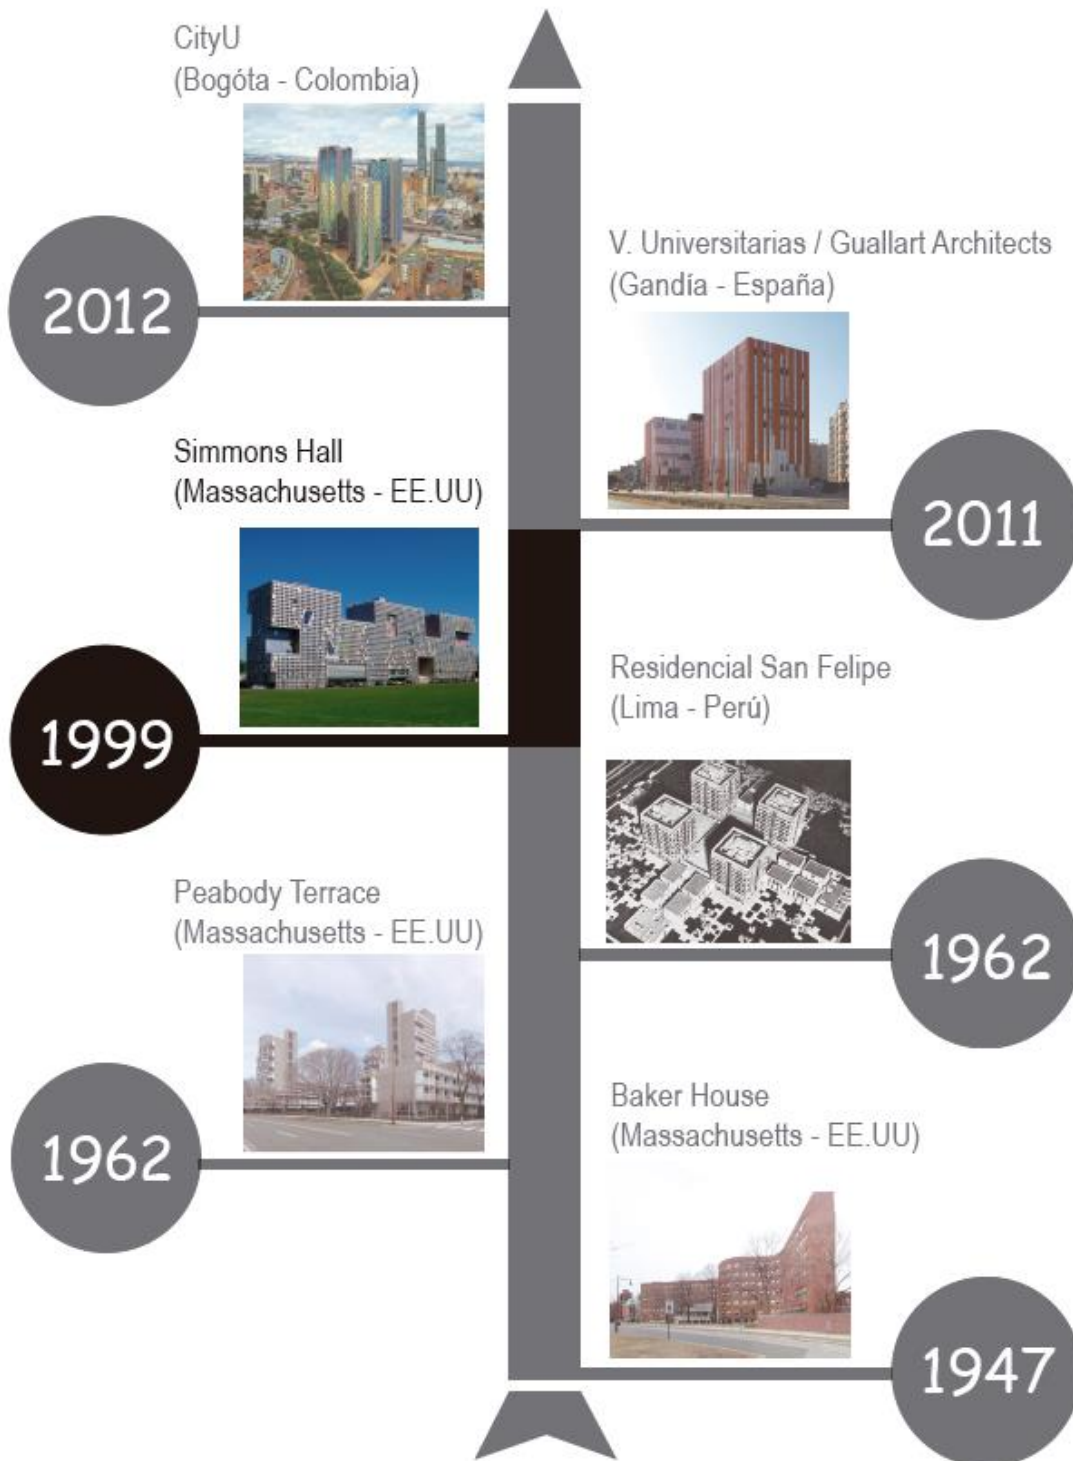 CityU
(Bogóta - Colombia)
2012
V. Universitarias / Guallart Architects
(Gandía - España)
2011
Simmons Hall
(Massachusetts - EE.UU)
1999
Residencial San Felipe
(Lima - Perú)
1962
Peabody Terrace
(Massachusetts - EE.UU)
1962
Baker House
(Massachusetts - EE.UU)
1947